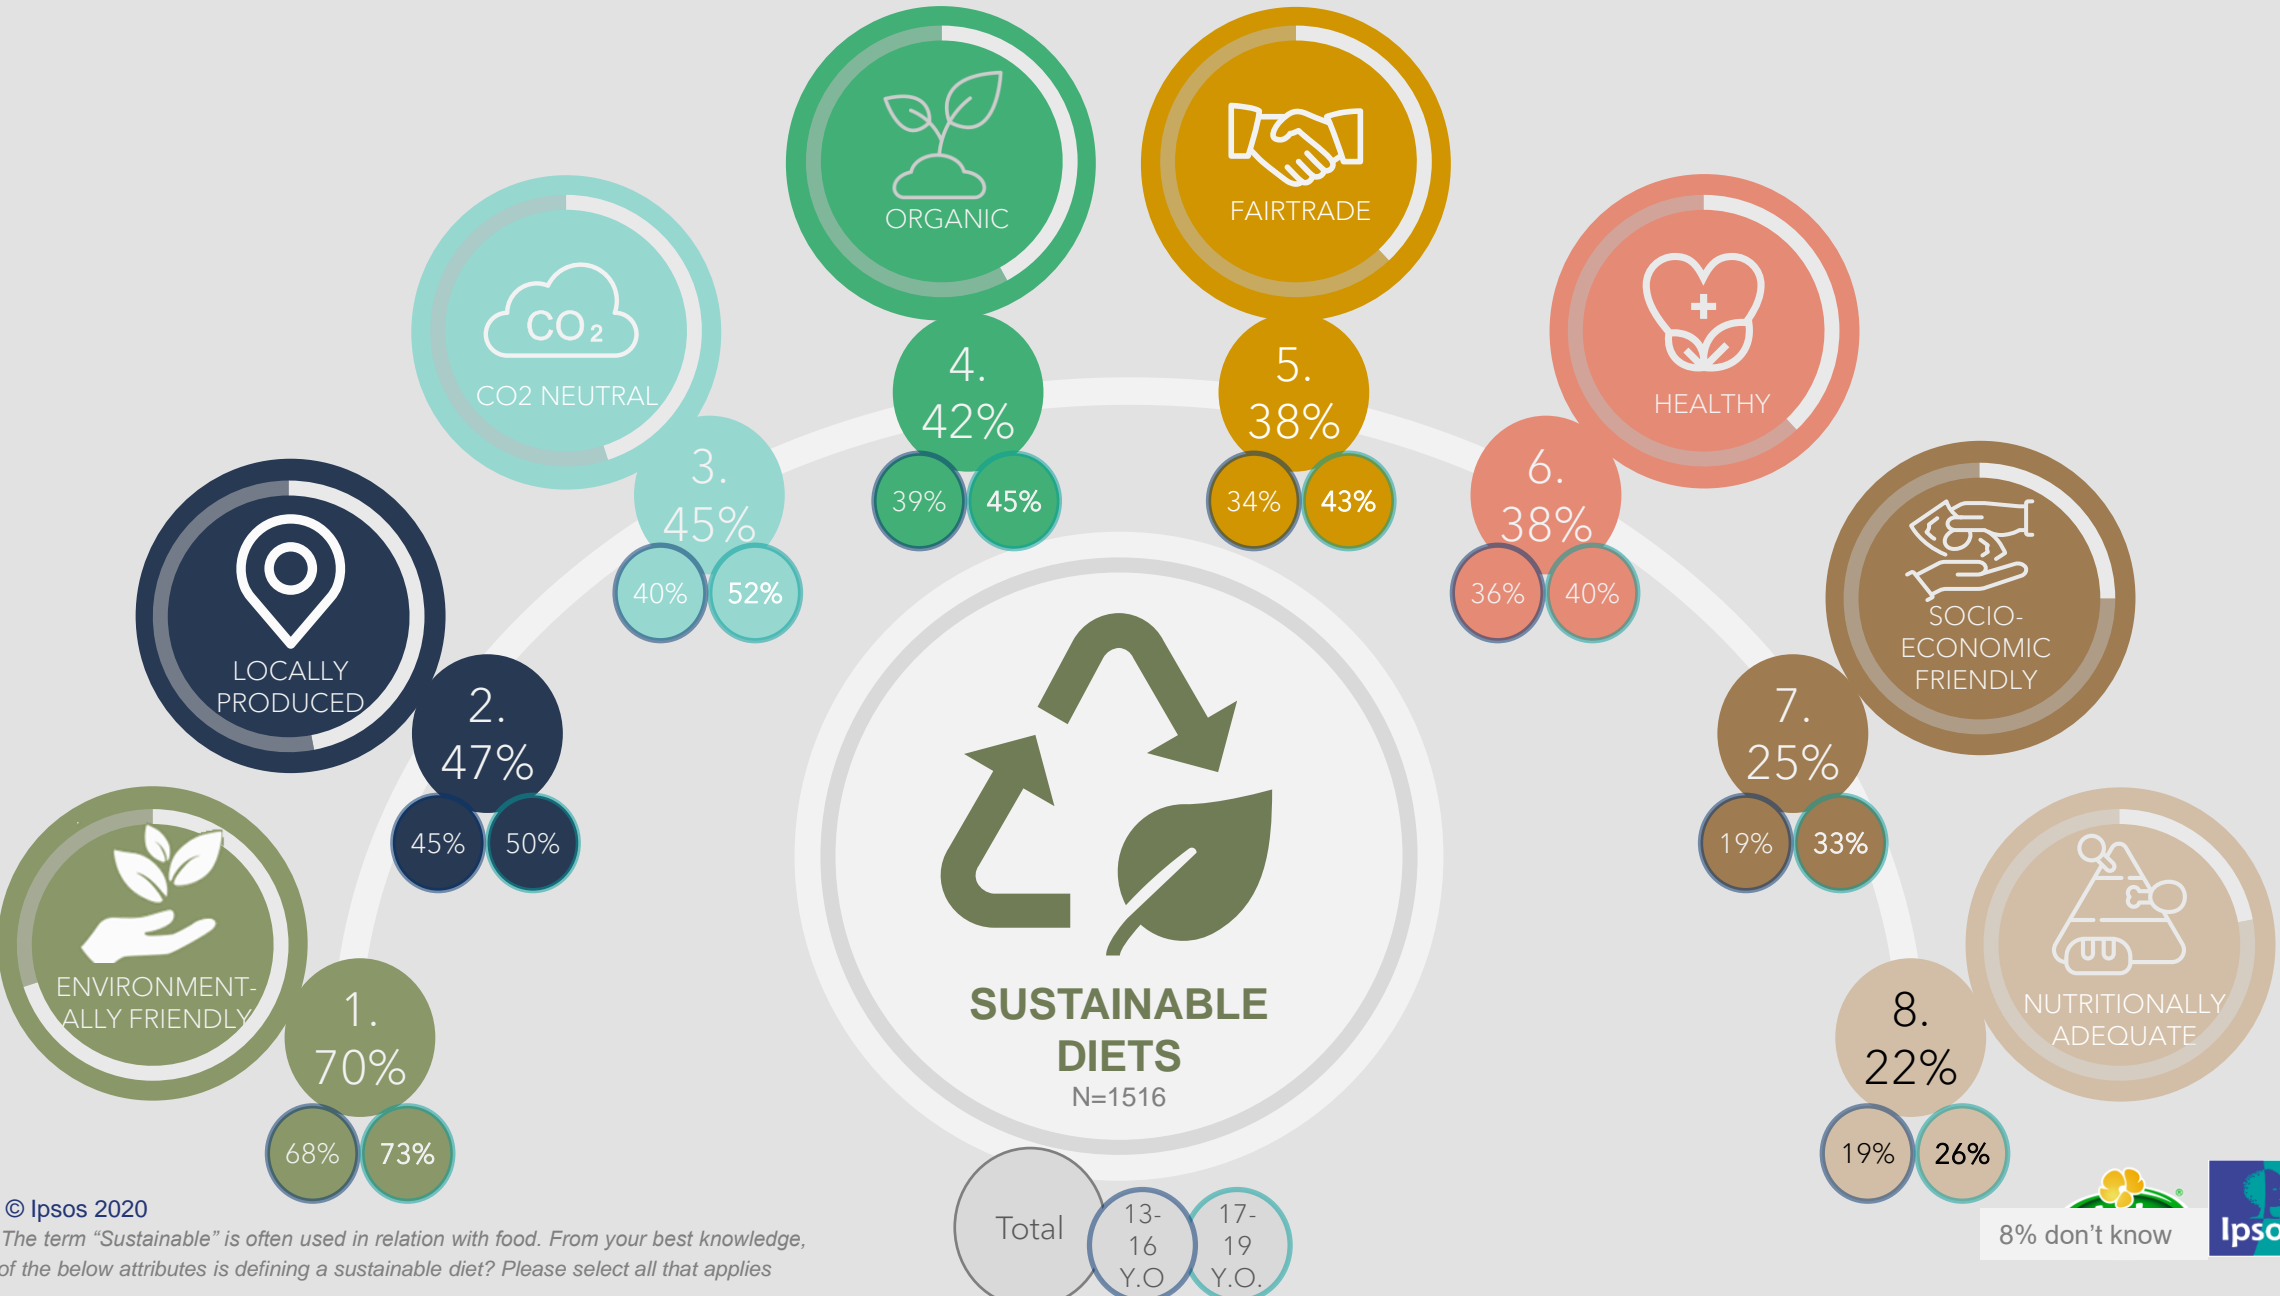 ORGANIC
4.
42%
39%
45%
FAIRTRADE
5.
38%
34%
43%
CO2
CO2 NEUTRAL
3.
45%
40%
52%
HEALTHY
6.
38%
36%
40%
LOCALLY
PRODUCED
2.
47%
45%
50%
SOCIO-
ECONOMIC
FRIENDLY
7.
25%
19%
33%
ENVIRONMENT-
ALLY FRIENDLY
1.
70%
68%
73%
NUTRITIONALLY
ADEQUATE
8.
22%
19%
26%
SUSTAINABLE
DIETS
N=1516
Total
13-
16
Y.O
17-
19
Y.O.
© Ipsos 2020
The term “Sustainable” is often used in relation with food. From your best knowledge,
of the below attributes is defining a sustainable diet? Please select all that applies
8% don’t know
®